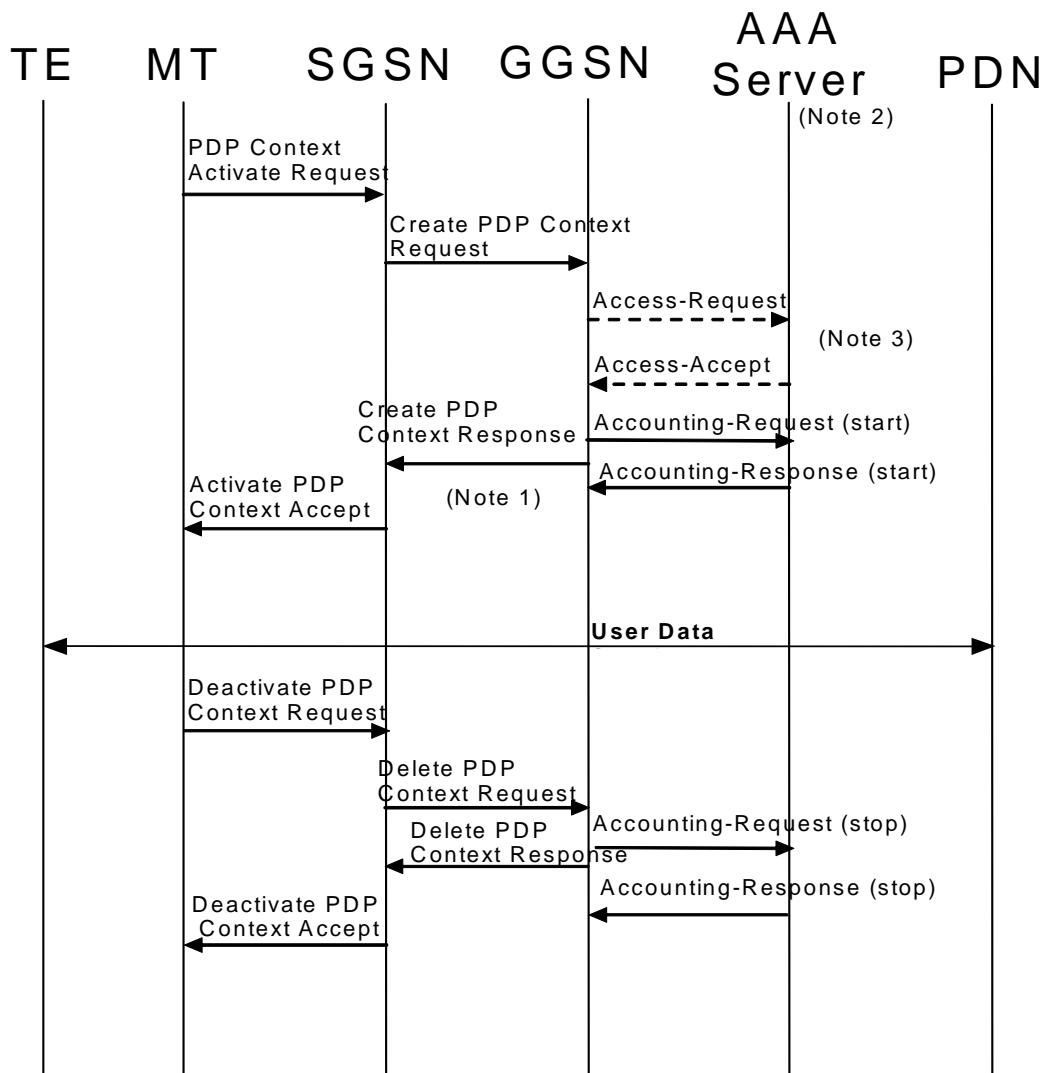 TE
MT
SGSN
GGSN
AAA
Server
PDN
(Note 2)
PDP Context
Activate Request
Create PDP Context
Request
Access-Request
(Note 3)
Access-Accept
Create PDP
Context Response
Accounting-Request (start)
Accounting-Response (start)
Activate PDP
Context Accept
(Note 1)
User Data
Deactivate PDP
Context Request
Delete PDP
Context Request
Accounting-Request (stop)
Delete PDP
Context Response
Accounting-Response (stop)
Deactivate PDP
Context Accept